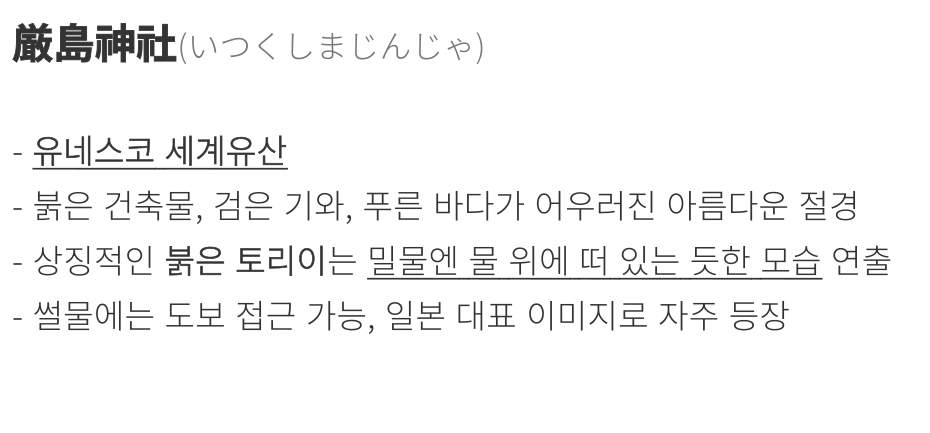 厳島神社(いつくしまじんじゃ)
- 유네스코 세계유산
- 붉은 건축물, 검은 기와, 푸른 바다가 어우러진 아름다운 절경
- 상징적인 붉은 토리이는 밀물엔 물 위에 떠 있는 듯한 모습 연출
- 썰물에는 도보 접근 가능, 일본 대표 이미지로 자주 등장